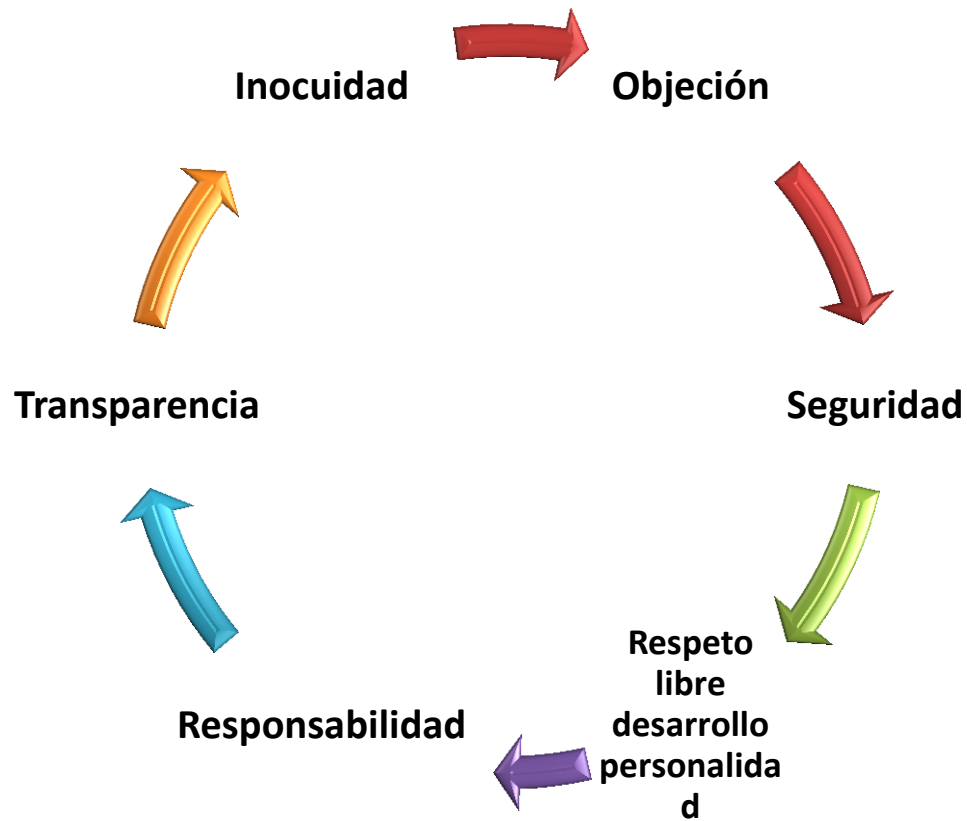 Inocuidad
Objeción
Seguridad
Respeto
libre
desarrollo
personalida
d
Responsabilidad
Transparencia